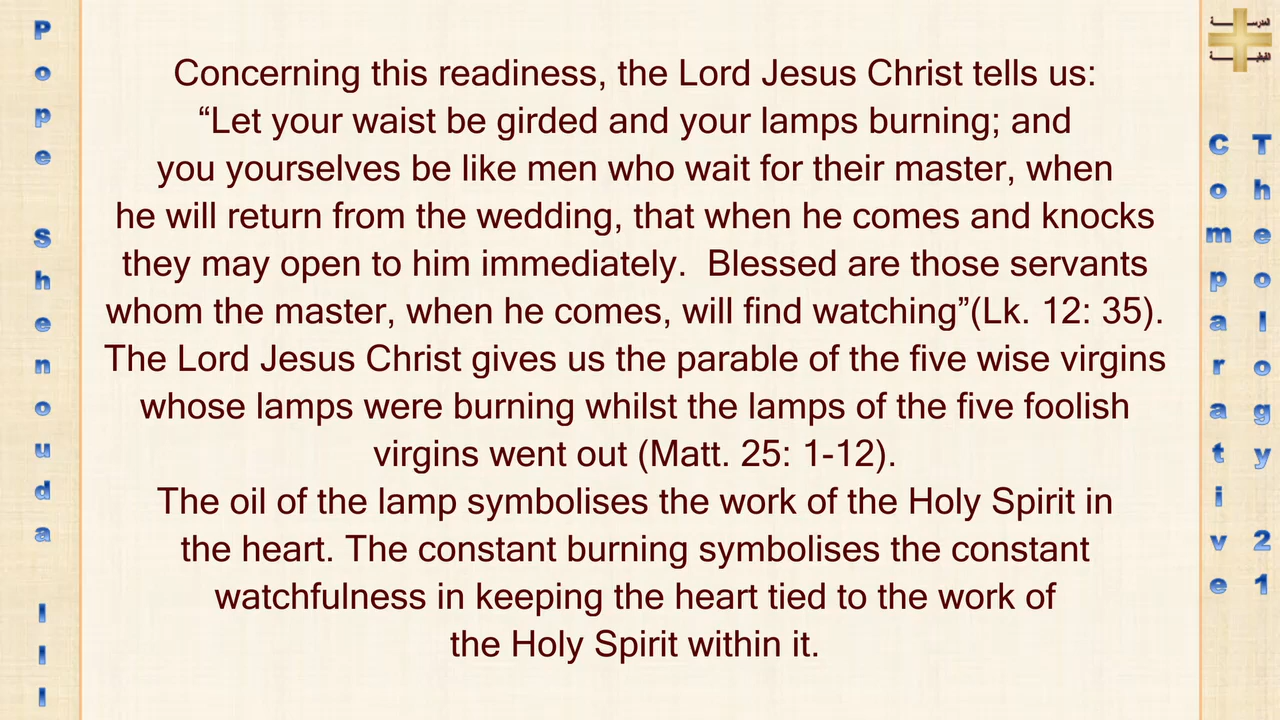 Pope Shenouda III
Concerning this readiness, the Lord Jesus Christ tells us:
“Let your waist be girded and your lamps burning; and
you yourselves be like men who wait for their master, when
he will return from the wedding, that when he comes and knocks
they may open to him immediately.  Blessed are those servants
whom the master, when he comes, will find watching”(Lk. 12: 35).
The Lord Jesus Christ gives us the parable of the five wise virgins
whose lamps were burning whilst the lamps of the five foolish
virgins went out (Matt. 25: 1-12).
The oil of the lamp symbolises the work of the Holy Spirit in
the heart. The constant burning symbolises the constant
watchfulness in keeping the heart tied to the work of
the Holy Spirit within it.
المدرســـــة
القبطيـــــة
Comparative
Theology 21